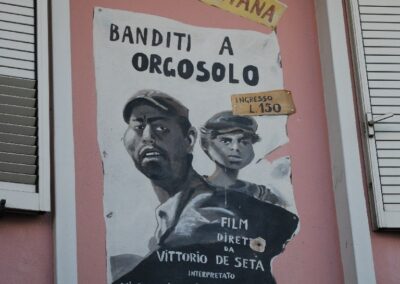 BANDITI A
ORGOSOLO
INGRESSO
L.150
FILM
DIRETTO
DA
VITTORIO DE SETA
INTERPRETATO